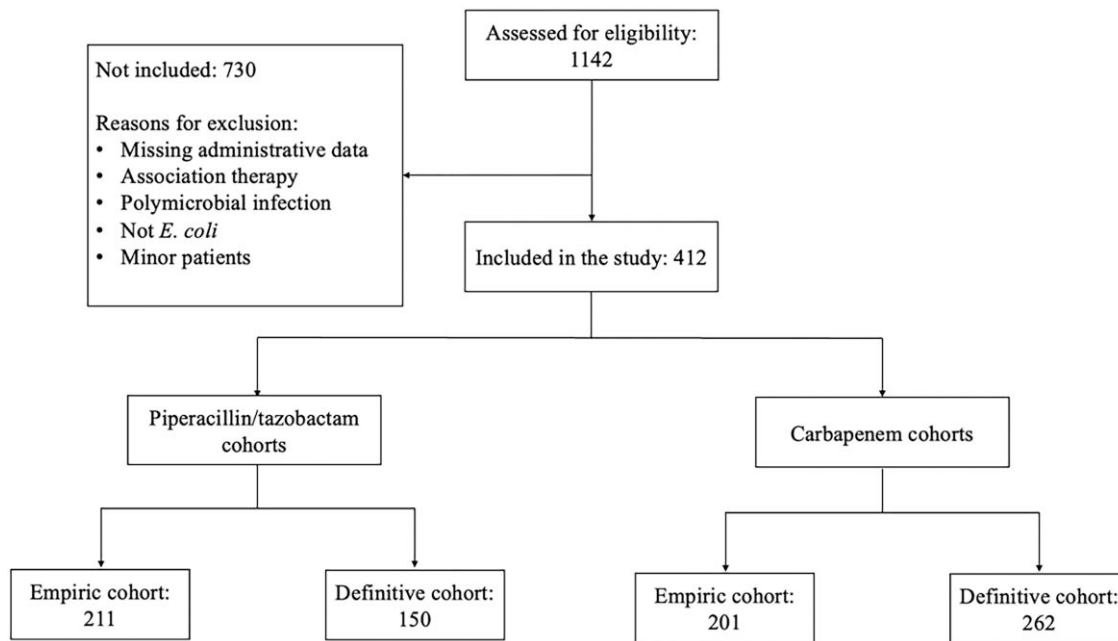 Assessed for eligibility:
1142
Not included: 730
Reasons for exclusion:
• Missing administrative data
• Association therapy
• Polymicrobial infection
• Not E. coli
• Minor patients
Included in the study: 412
Piperacillin/tazobactam
cohorts
Carbapenem cohorts
Empiric cohort:
211
Definitive cohort:
150
Empiric cohort:
201
Definitive cohort:
262